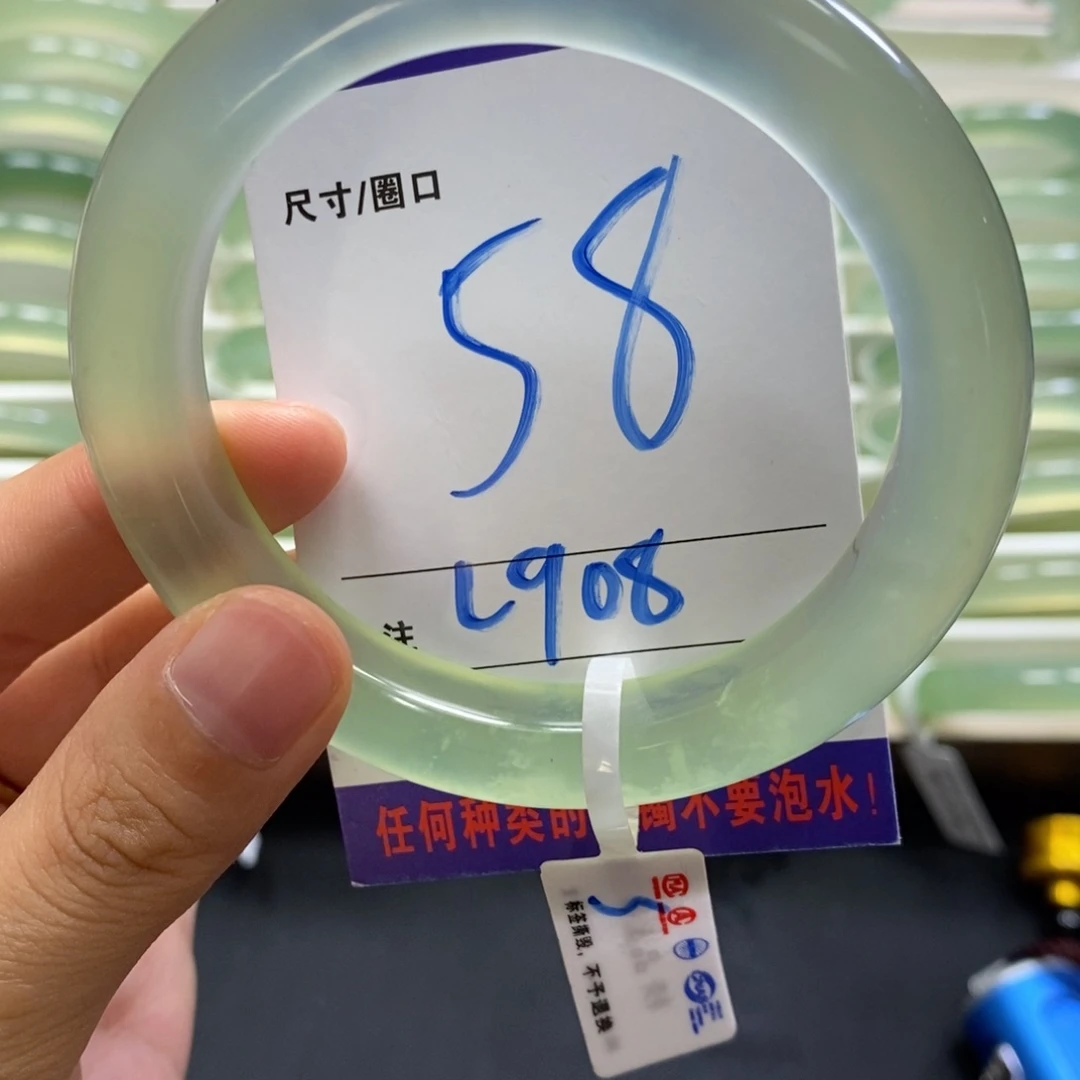 尺寸/圈口
58
L908
注
任何种类的 镯不要泡水!
标签撕毁，不予退换